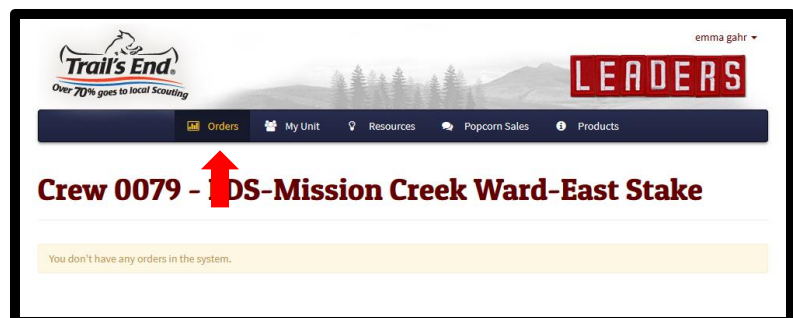 emma gahr
Trail's End®
Over 70% goes to local Scouting
LEADERS
Orders My Unit Resources Popcorn Sales Products
Crew 0079 - DS-Mission Creek Ward-East Stake
You don't have any orders in the system.